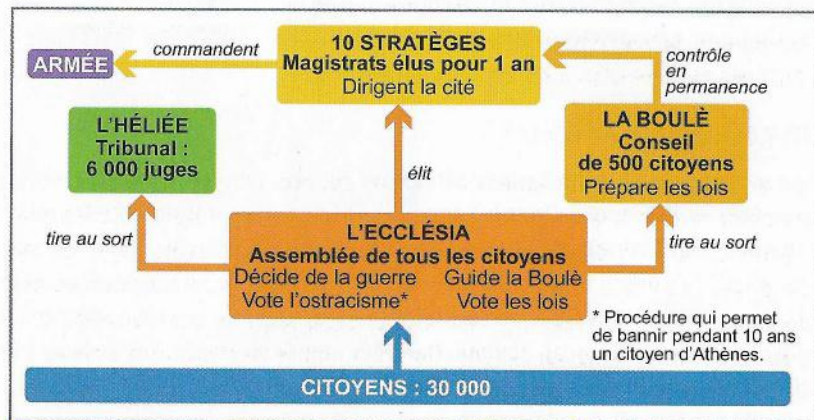 10 STRATÈGES
Magistrats élus pour 1 an
Dirigent la cité
commandent
ARMÉE
contrôle
en
permanence
L'HÉLIÉE
Tribunal :
6 000 juges
LA BOULÈ
Conseil
de 500 citoyens
Prépare les lois
élit
tire au sort
tire au sort
L'ECCLÉSIA
Assemblée de tous les citoyens
Décide de la guerre Guide la Boulè
Vote l'ostracisme* Vote les lois
* Procédure qui permet
de bannir pendant 10 ans
un citoyen d'Athènes.
CITOYENS : 30 000